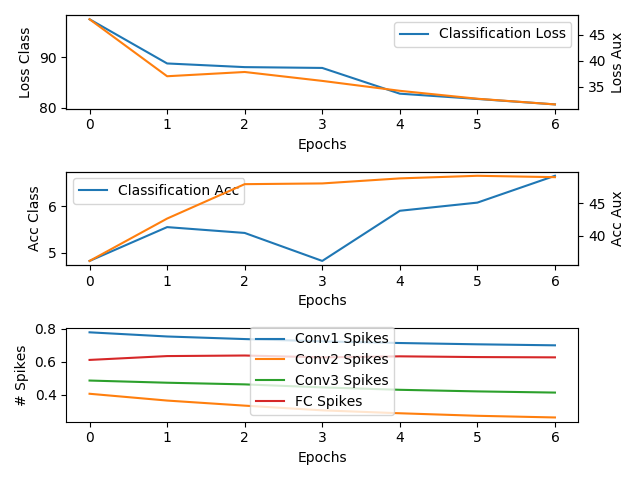 Classification Loss
90
80
Loss Class
45
40
35
Loss Aux
0 1 2 3 4 5 6
Epochs
Classification Acc
6
5
Acc Class
45
40
Acc Aux
0 1 2 3 4 5 6
Epochs
0.8
0.6
0.4
# Spikes
Conv1 Spikes
Conv2 Spikes
Conv3 Spikes
FC Spikes
0 1 2 3 4 5 6
Epochs